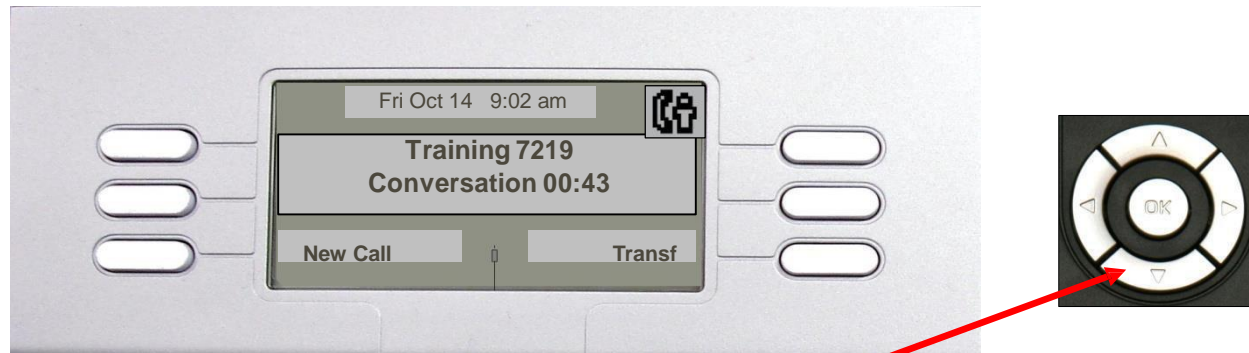 Fri Oct 14 9:02 am
Training 7219
Conversation 00:43
New Call
Transf
OK